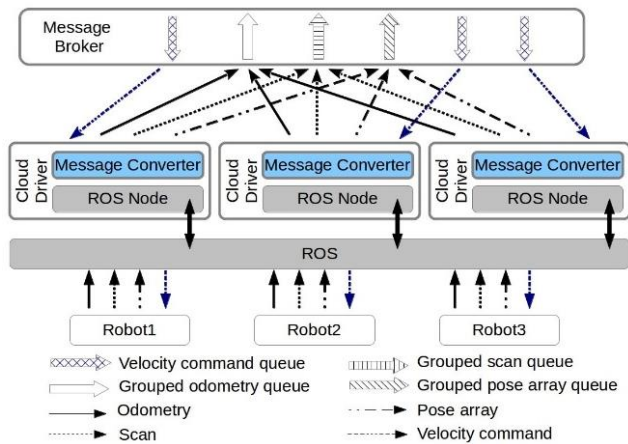 Message
Broker
Cloud
Driver
Message Converter
ROS Node
Cloud
Driver
Message Converter
ROS Node
Cloud
Driver
Message Converter
ROS Node
ROS
Robot1
Robot2
Robot3
Velocity command queue
Grouped scan queue
Grouped odometry queue
Grouped pose array queue
Odometry
Pose array
Scan
Velocity command